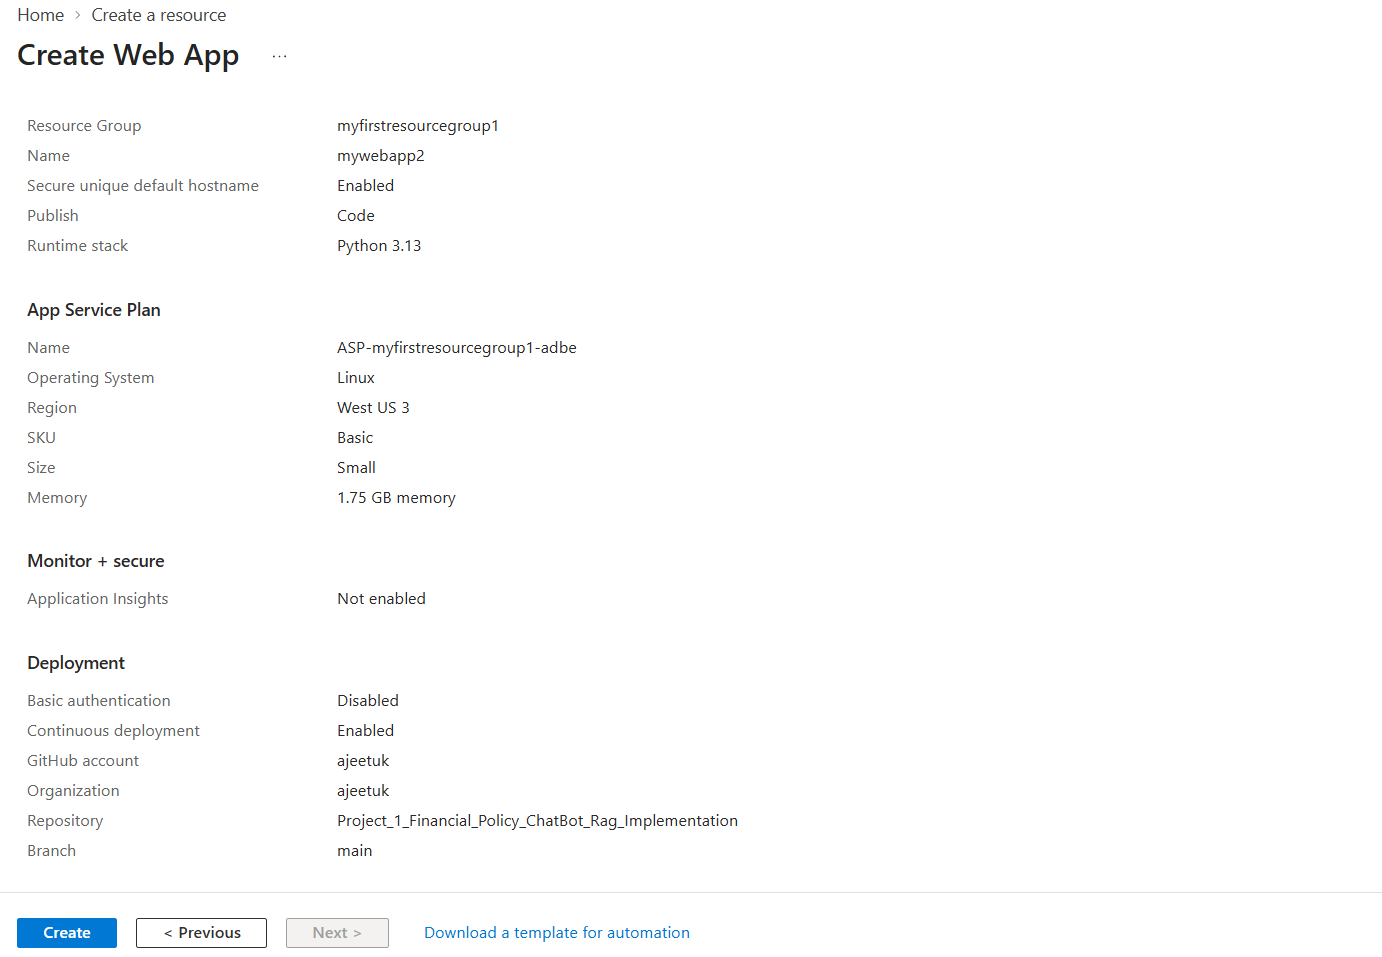 Home > Create a resource
Create Web App ...
Resource Group myfirstresourcegroup1
Name mywebapp2
Secure unique default hostname Enabled
Publish Code
Runtime stack Python 3.13
App Service Plan
Name ASP-myfirstresourcegroup1-adbe
Operating System Linux
Region West US 3
SKU Basic
Size Small
Memory 1.75 GB memory
Monitor + secure
Application Insights Not enabled
Deployment
Basic authentication Disabled
Continuous deployment Enabled
GitHub account ajeetuk
Organization ajeetuk
Repository Project_1_Financial_Policy_ChatBot_Rag_Implementation
Branch main
Create < Previous Next > Download a template for automation